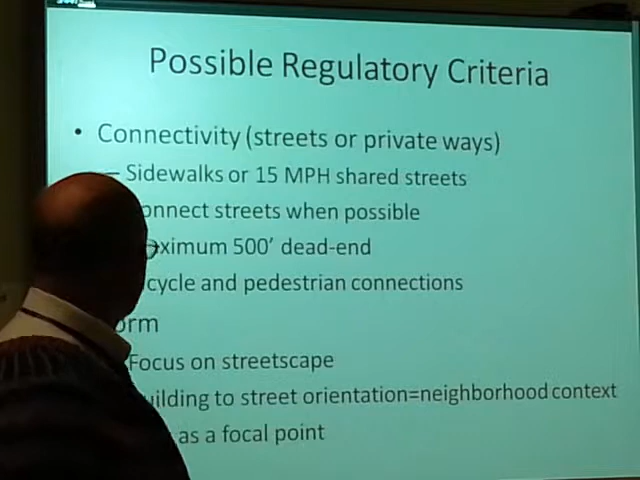 Possible Regulatory Criteria
• Connectivity (streets or private ways)
– Sidewalks or 15 MPH shared streets
onnect streets when possible
ximum 500' dead-end
cycle and pedestrian connections
orm
Focus on streetscape
uilding to street orientation=neighborhood context
as a focal point